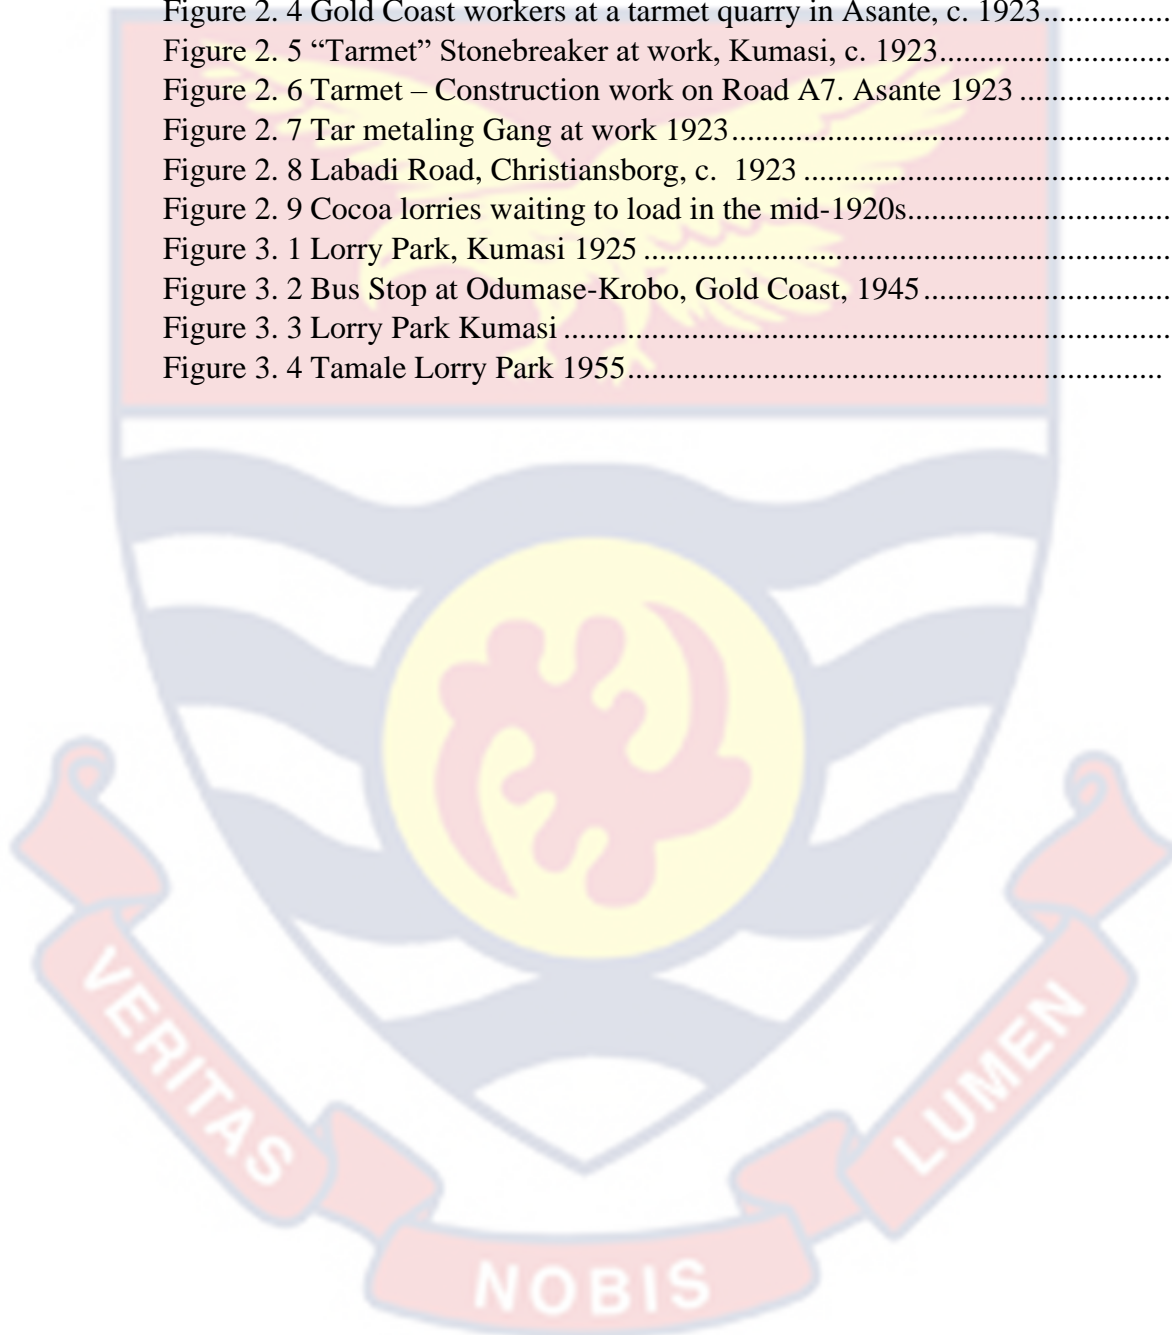 Figure 2. 4 Gold Coast workers at a tarmet quarry in Asante, c. 1923...............
Figure 2. 5 “Tarmet” Stonebreaker at work, Kumasi, c. 1923............................
Figure 2. 6 Tarmet – Construction work on Road A7. Asante 1923 ..................
Figure 2. 7 Tar metaling Gang at work 1923......................................................
Figure 2. 8 Labadi Road, Christiansborg, c.  1923 .............................................
Figure 2. 9 Cocoa lorries waiting to load in the mid-1920s................................
Figure 3. 1 Lorry Park, Kumasi 1925 .................................................................
Figure 3. 2 Bus Stop at Odumase-Krobo, Gold Coast, 1945...............................
Figure 3. 3 Lorry Park Kumasi ...........................................................................
Figure 3. 4 Tamale Lorry Park 1955...................................................................
VERITAS
NOBIS
LUMEN